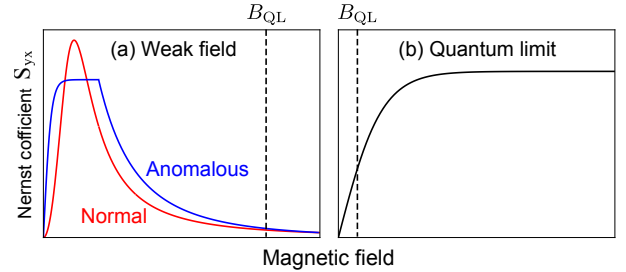 B_QL
B_QL
(a) Weak field
(b) Quantum limit
Nernst cofficient S_yx
Anomalous
Normal
Magnetic field